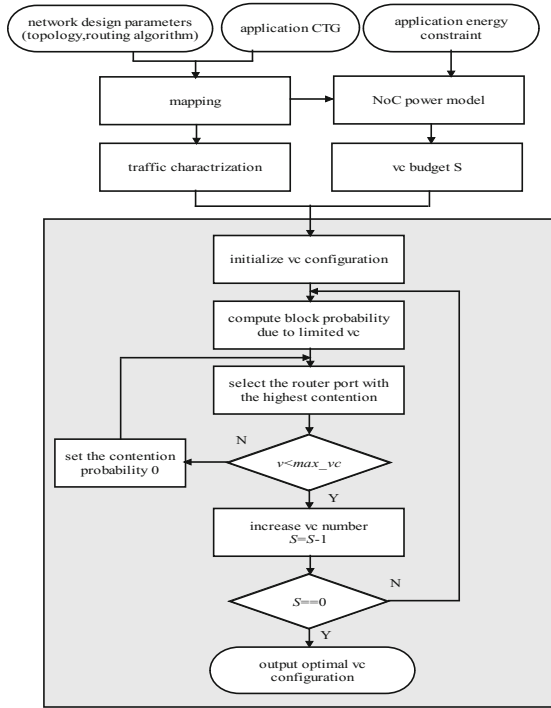 network design parameters
(topology,routing algorithm)
application CTG
application energy
constraint
mapping
NoC power model
traffic charactrization
vc budget S
initialize vc configuration
compute block probability
due to limited vc
select the router port with
the highest contention
N
set the contention
probability 0
v<max_vc
Y
increase vc number
S=S-1
N
S==0
Y
output optimal vc
configuration